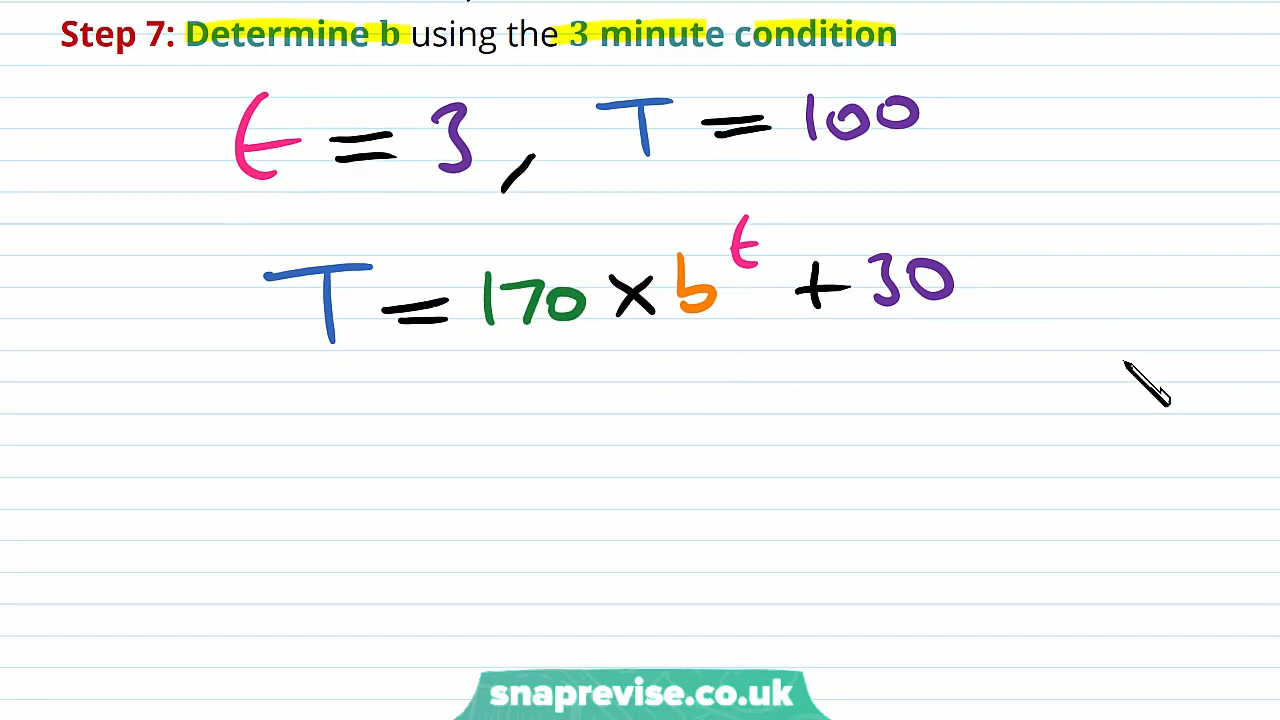 Step 7: Determine b using the 3 minute condition
t = 3, T = 100
T = 170 × b^t + 30
snaprevise.co.uk